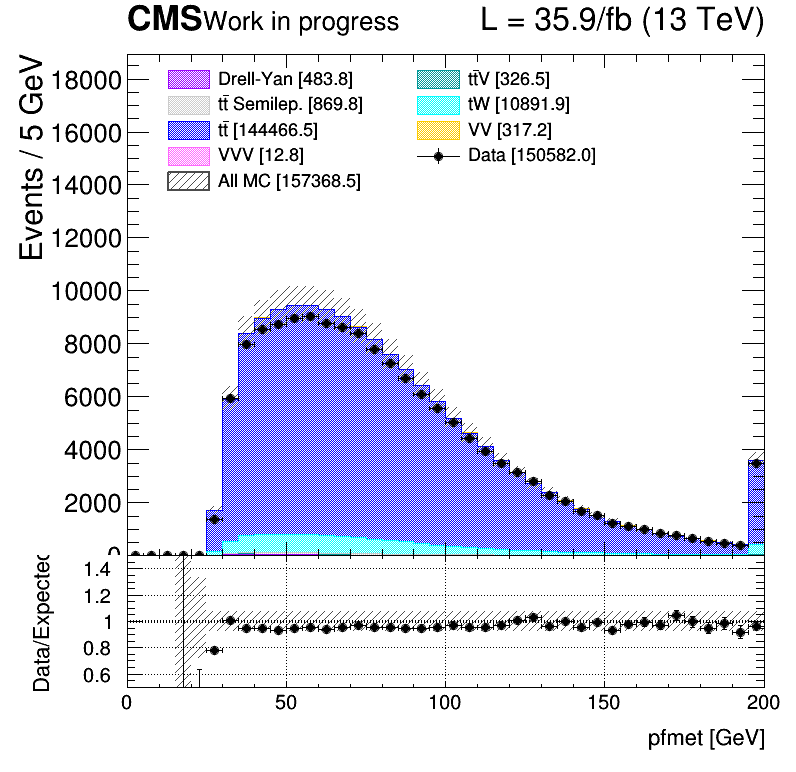 CMS Work in progress L = 35.9/fb (13 TeV)
Events / 5 GeV
18000
16000
14000
12000
10000
8000
6000
4000
2000
0
Drell-Yan [483.8]
tt̄ Semilep. [869.8]
tt̄ [144466.5]
VVV [12.8]
All MC [157368.5]
tt̄V [326.5]
tW [10891.9]
VV [317.2]
Data [150582.0]
Data/Expected
1.4
1.2
1
0.8
0.6
0 50 100 150 200
pfmet [GeV]